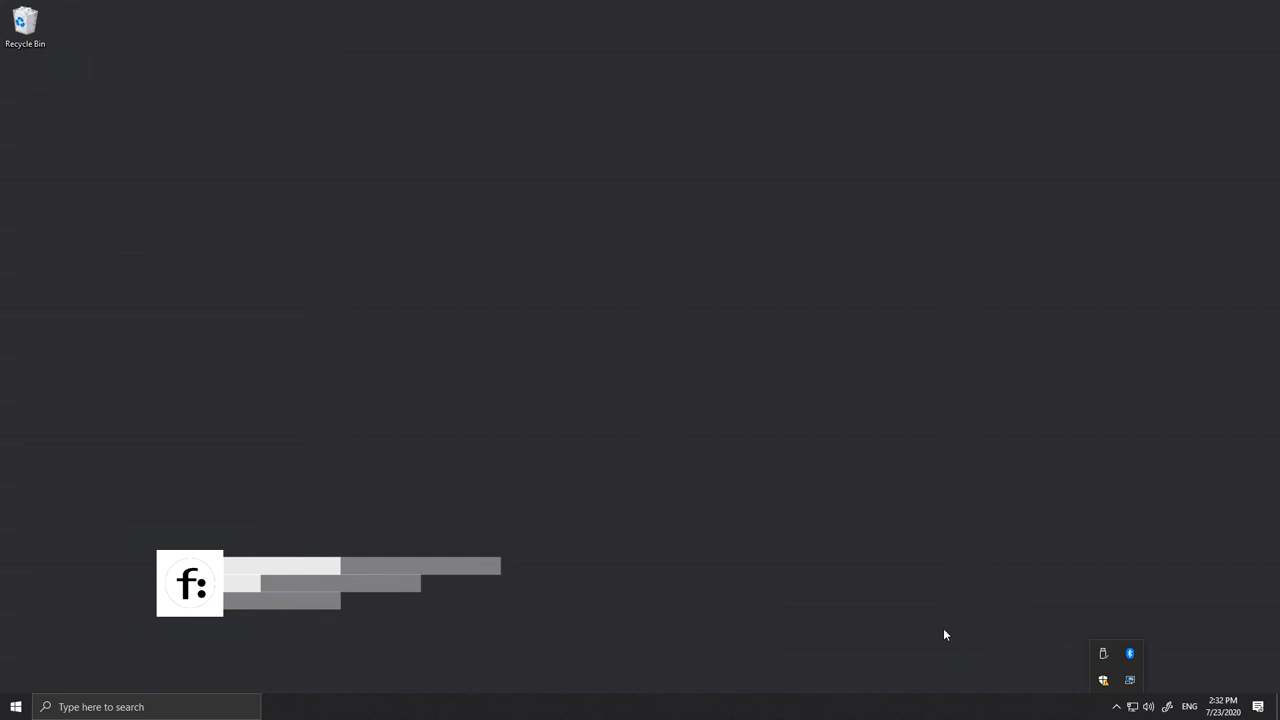 Recycle Bin
f:
Type here to search
ENG
2:32 PM
7/23/2020